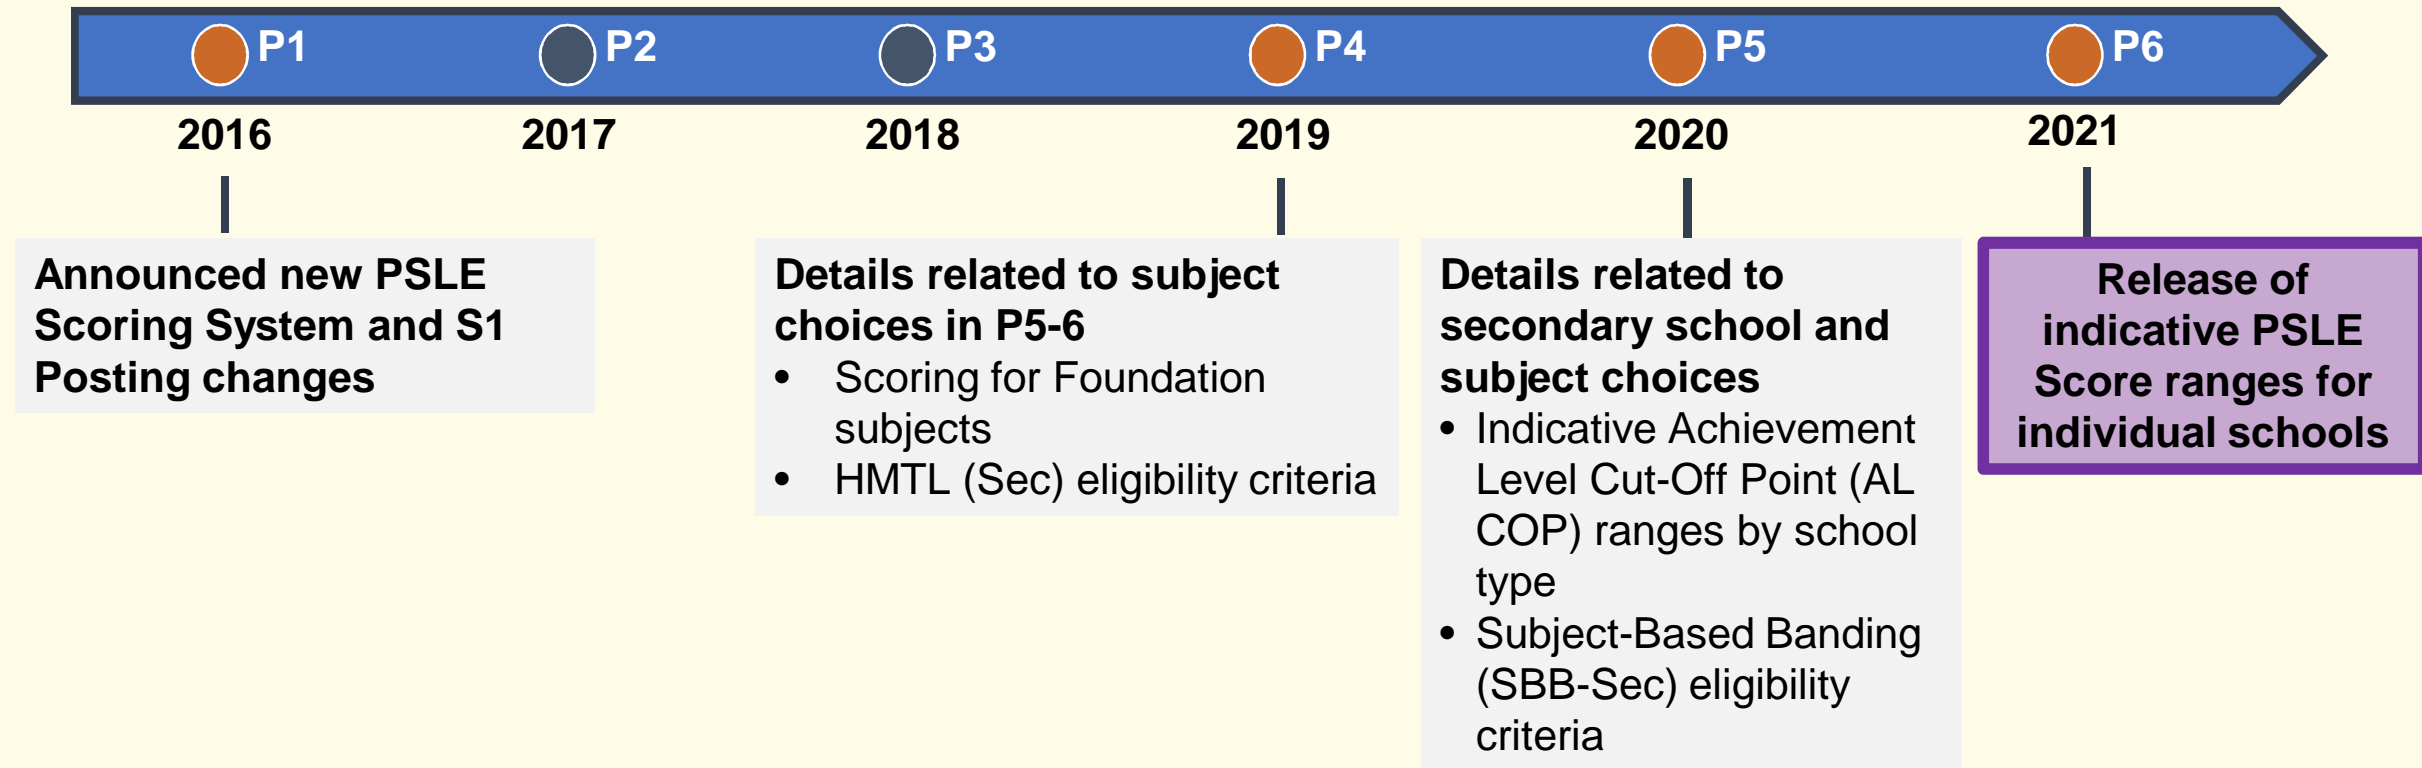 P1
P2
P3
P4
P5
P6
2016
2017
2018
2019
2020
2021
Announced new PSLE
Scoring System and S1
Posting changes
Details related to subject
choices in P5-6
• Scoring for Foundation
subjects
• HMTL (Sec) eligibility criteria
Details related to
secondary school and
subject choices
• Indicative Achievement
Level Cut-Off Point (AL
COP) ranges by school
type
• Subject-Based Banding
(SBB-Sec) eligibility
criteria
Release of
indicative PSLE
Score ranges for
individual schools